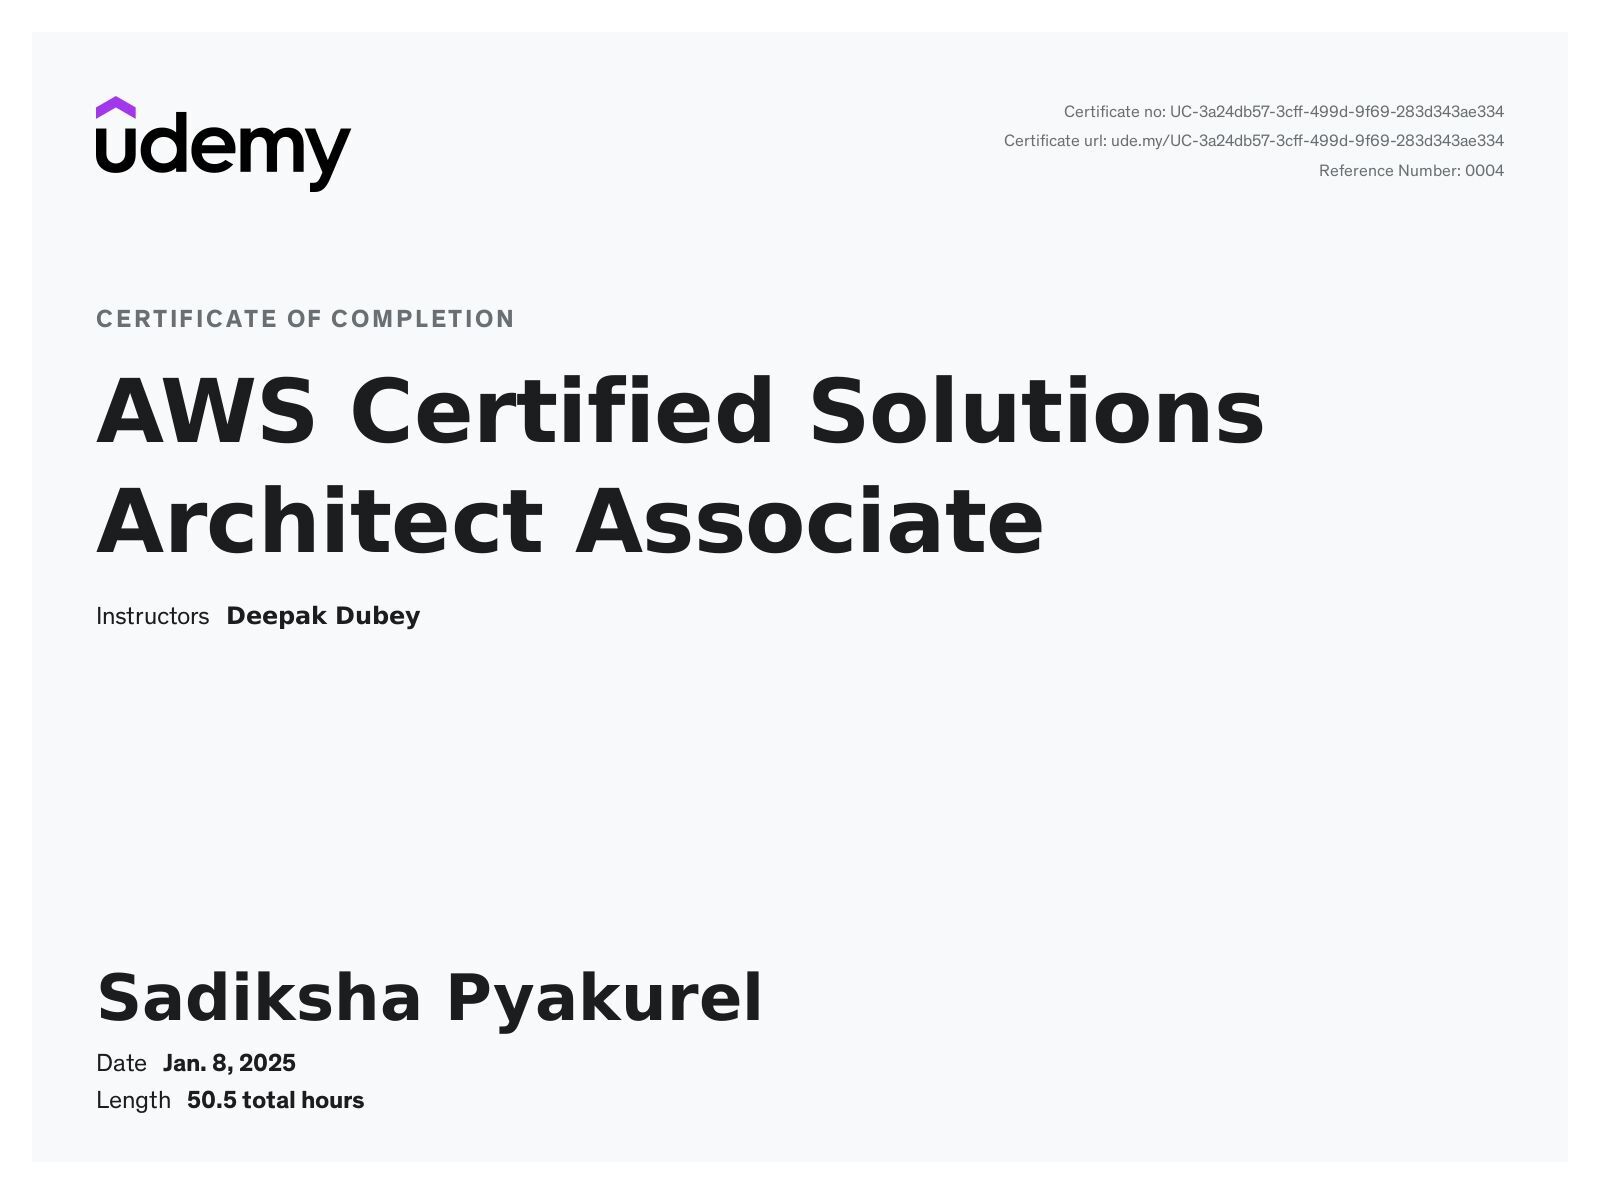 udemy
Certificate no: UC-3a24db57-3cff-499d-9f69-283d343ae334
Certificate url: ude.my/UC-3a24db57-3cff-499d-9f69-283d343ae334
Reference Number: 0004
CERTIFICATE OF COMPLETION
AWS Certified Solutions
Architect Associate
Instructors Deepak Dubey
Sadiksha Pyakurel
Date Jan. 8, 2025
Length 50.5 total hours